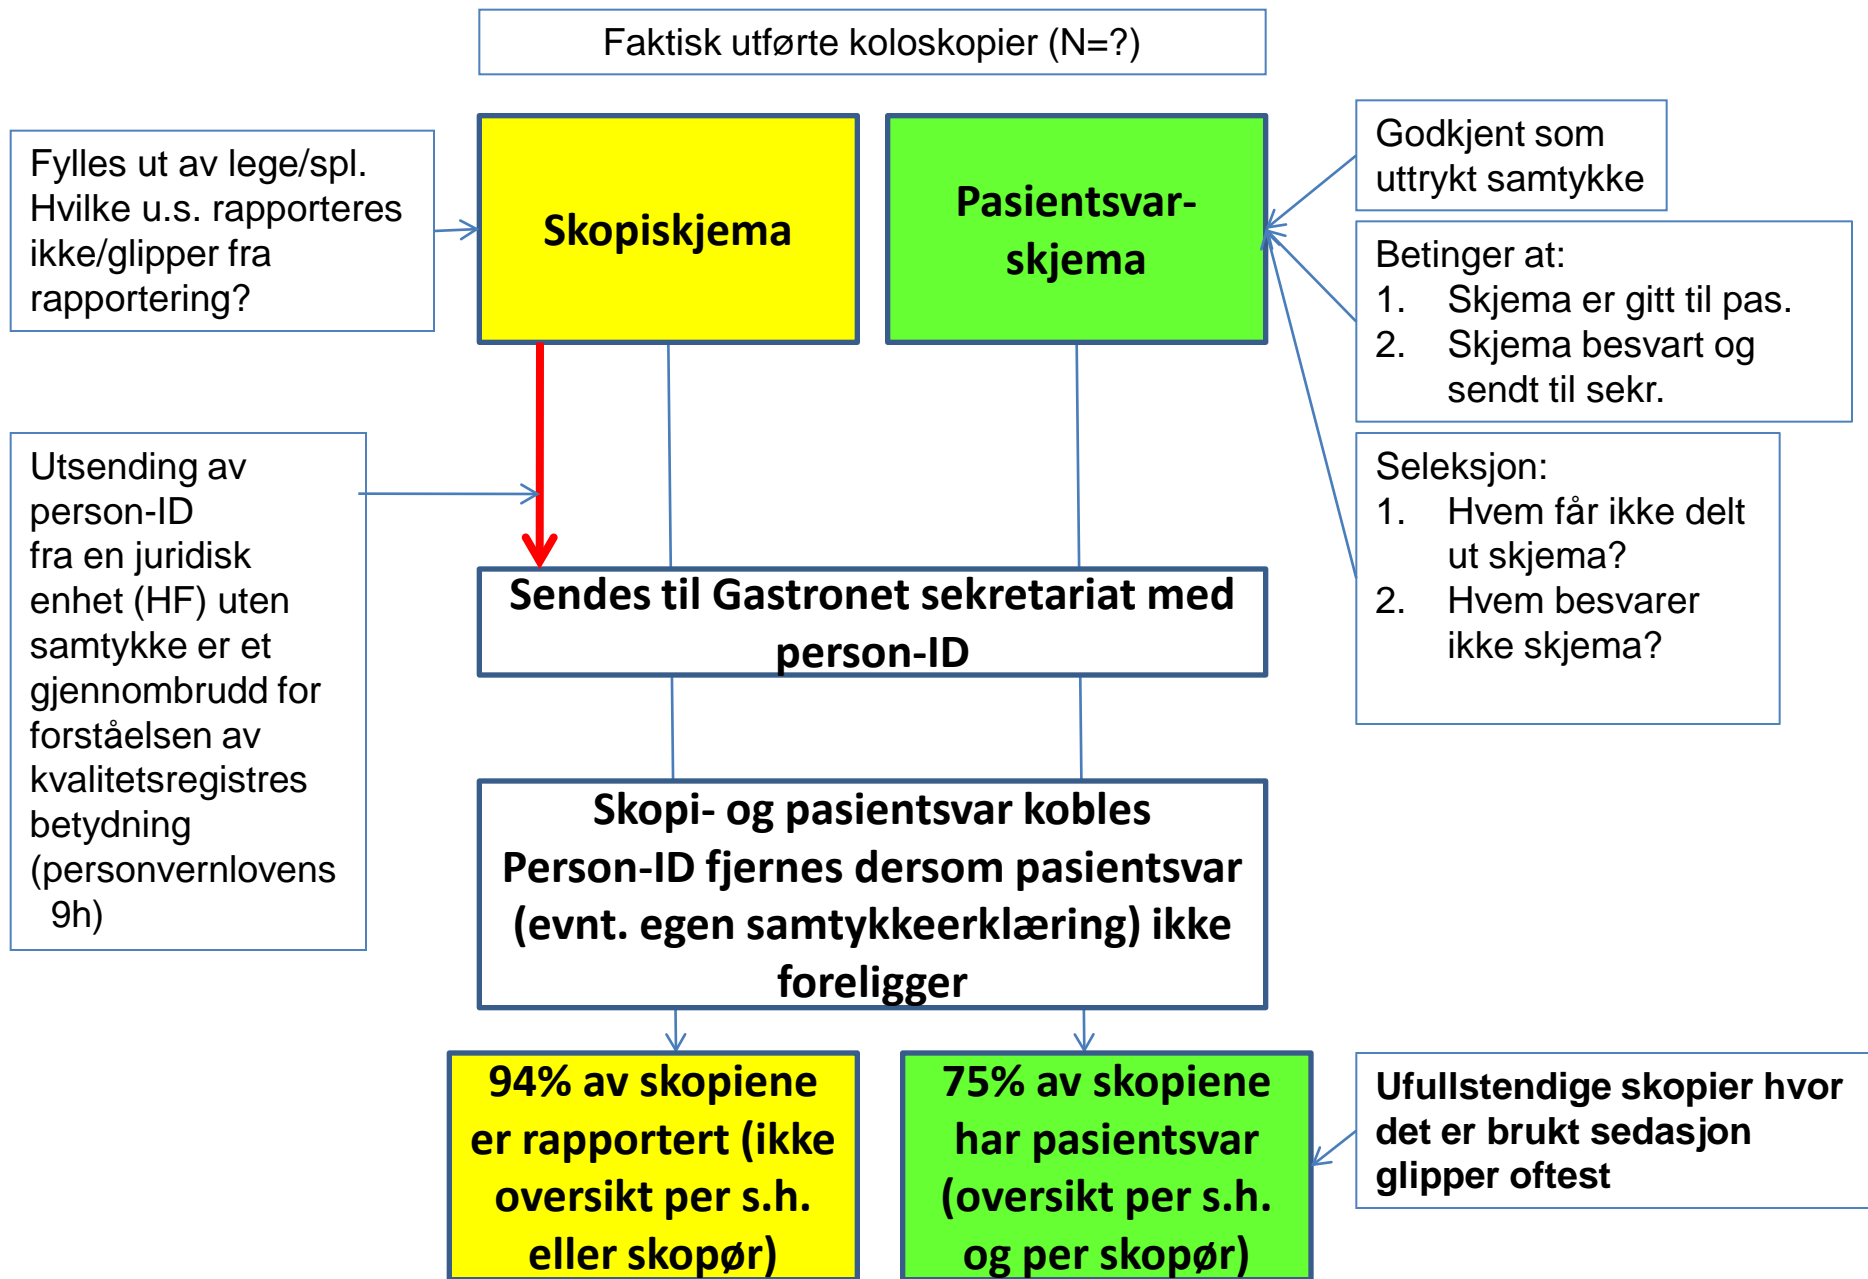 Faktisk utførte koloskopier (N=?)
Fylles ut av lege/spl.
Hvilke u.s. rapporteres
ikke/glipper fra
rapportering?
Skopiskjema
Pasientsvar-
skjema
Godkjent som
uttrykt samtykke
Betinger at:
1. Skjema er gitt til pas.
2. Skjema besvart og
sendt til sekr.
Seleksjon:
1. Hvem får ikke delt
ut skjema?
2. Hvem besvarer
ikke skjema?
Utsending av
person-ID
fra en juridisk
enhet (HF) uten
samtykke er et
gjennombrudd for
forståelsen av
kvalitetsregistres
betydning
(personvernlovens
9h)
Sendes til Gastronet sekretariat med
person-ID
Skopi- og pasientsvar kobles
Person-ID fjernes dersom pasientsvar
(evnt. egen samtykkeerklæring) ikke
foreligger
94% av skopiene
er rapportert (ikke
oversikt per s.h.
eller skopør)
75% av skopiene
har pasientsvar
(oversikt per s.h.
og per skopør)
Ufullstendige skopier hvor
det er brukt sedasjon
glipper oftest